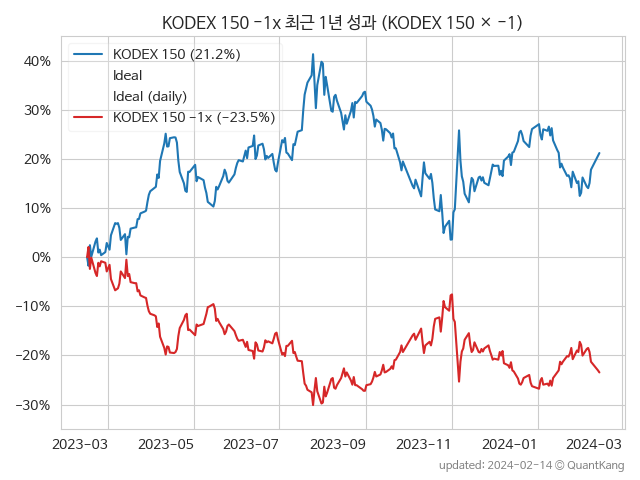 KODEX 150 −1x 최근 1년 성과 (KODEX 150 × −1)
KODEX 150 (21.2%)
Ideal
Ideal (daily)
KODEX 150 −1x (−23.5%)
40%
30%
20%
10%
0%
−10%
−20%
−30%
2023-03 2023-05 2023-07 2023-09 2023-11 2024-01 2024-03
updated: 2024-02-14 © QuantKang